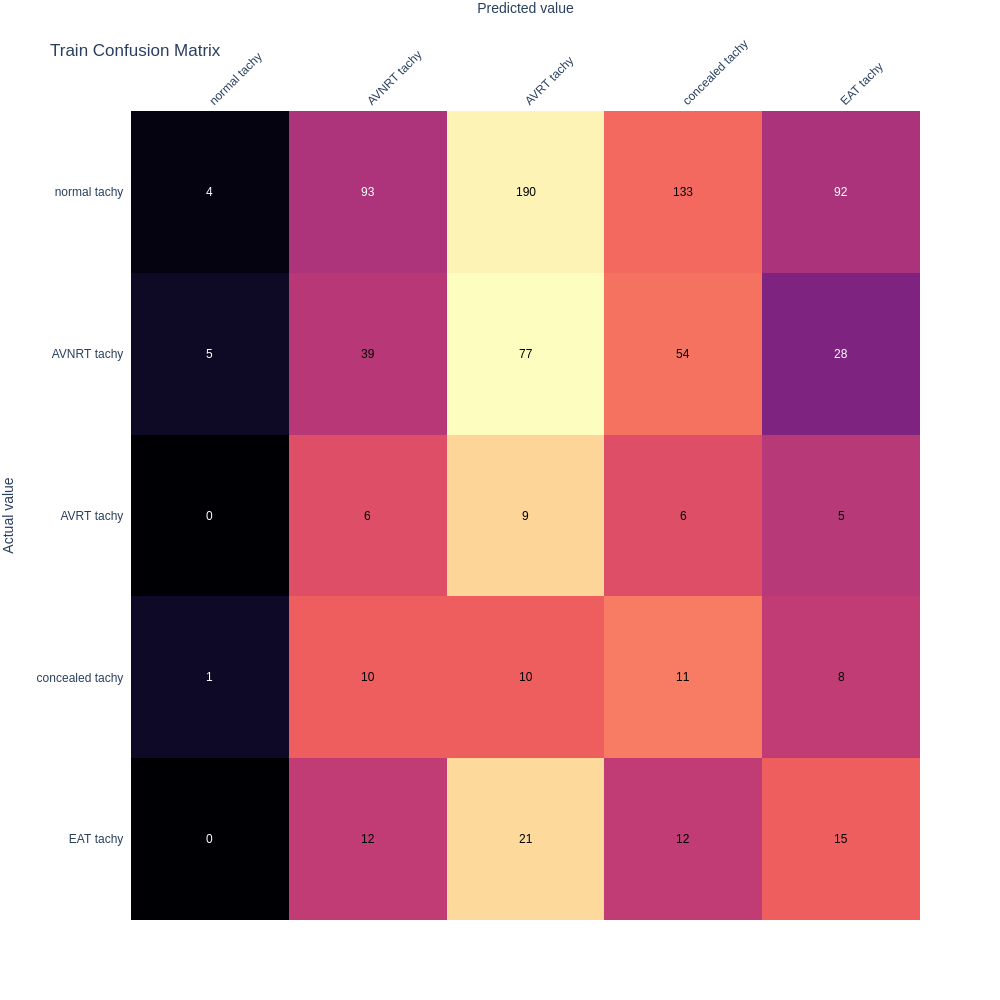 Predicted value
Train Confusion Matrix
normal tachy
AVNRT tachy
AVRT tachy
concealed tachy
EAT tachy
Actual value
normal tachy 4 93 190 133 92
AVNRT tachy 5 39 77 54 28
AVRT tachy 0 6 9 6 5
concealed tachy 1 10 10 11 8
EAT tachy 0 12 21 12 15